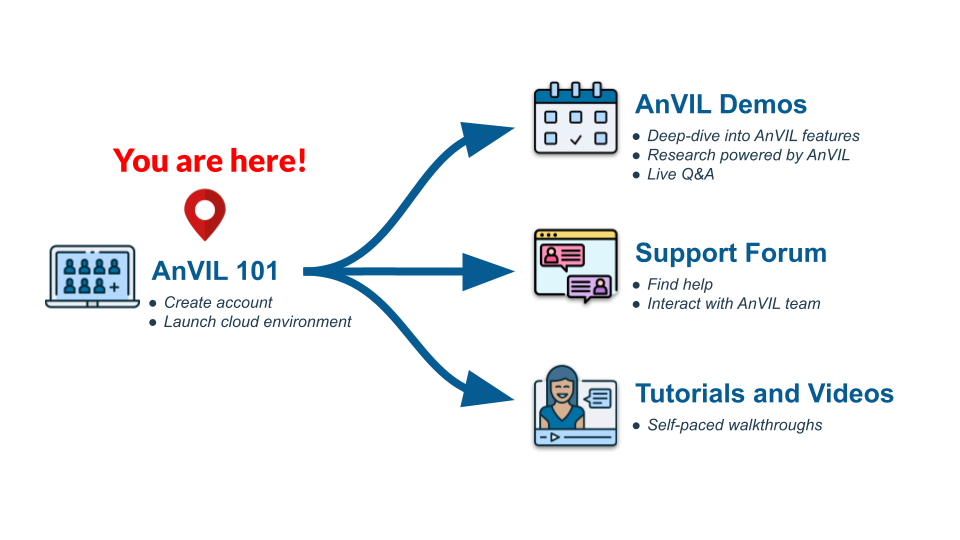 You are here!
AnVIL 101
● Create account
● Launch cloud environment
AnVIL Demos
● Deep-dive into AnVIL features
● Research powered by AnVIL
● Live Q&A
Support Forum
● Find help
● Interact with AnVIL team
Tutorials and Videos
● Self-paced walkthroughs